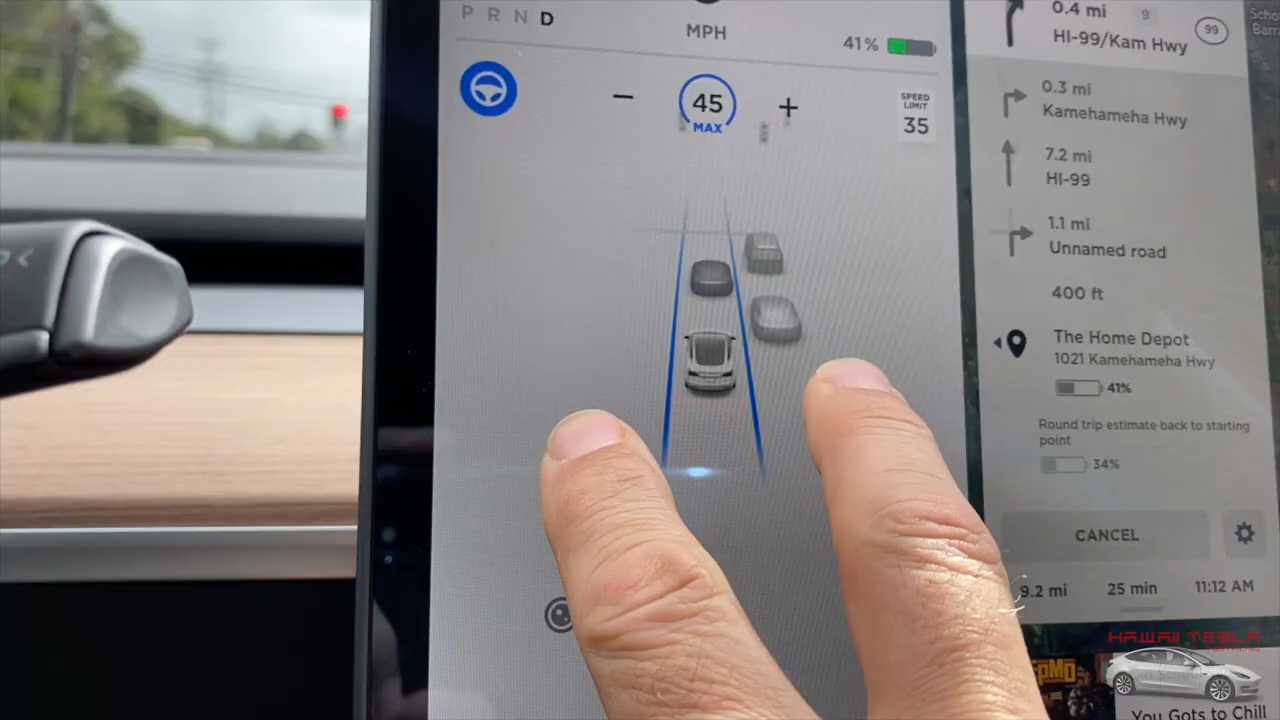 P R N D
MPH
41%
45
MAX
SPEED
LIMIT
35
0.4 mi
9
99
HI-99/Kam Hwy
0.3 mi
Kamehameha Hwy
7.2 mi
HI-99
1.1 mi
Unnamed road
400 ft
The Home Depot
1021 Kamehameha Hwy
41%
Round trip estimate back to starting
point
34%
CANCEL
9.2 mi
25 min
11:12 AM
HAWAII TESLA
You Gots to Chill